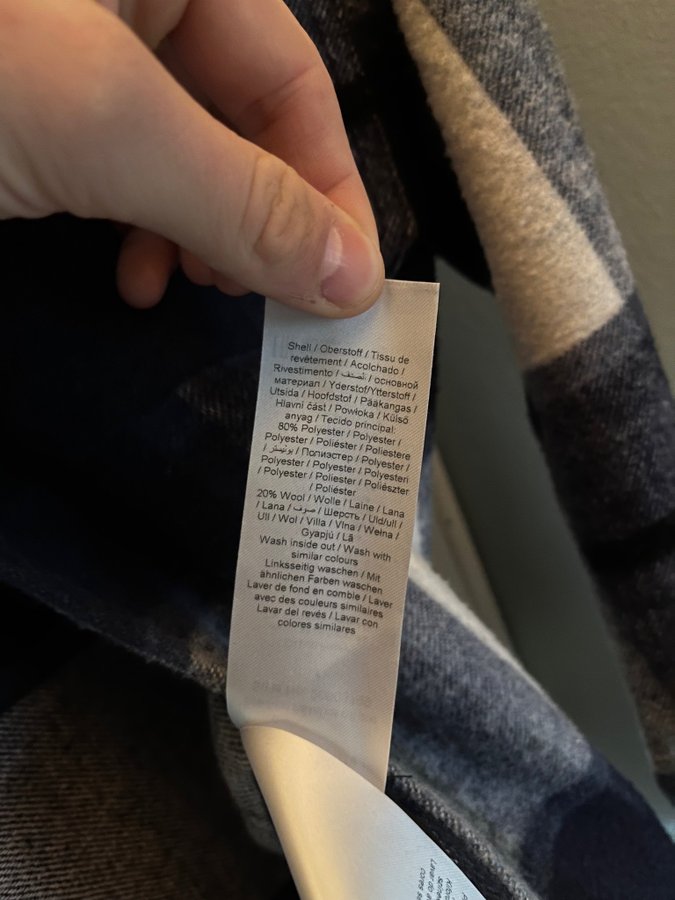 Shell / Oberstoff / Tissu de
revêtement / Acolchado /
Rivestimento / المصنف / основной
материал / Yderstof/Ytterstoff /
Utsida / Hoofdstof / Pääkangas /
Hlavní část / Powłoka / Külső
anyag / Tecido principal:
80% Polyester / Polyester /
Polyester / Poliéster / Poliestere
/ بوليستر / Полиэстер / Polyester /
Polyester / Polyester / Polyesteri
/ Polyester / Poliester / Poliészter
/ Poliéster
20% Wool / Wolle / Laine / Lana
/ Lana / صوف / Шерсть / Uld/ull /
Ull / Wol / Villa / Vlna / Wełna /
Gyapjú / Lã
Wash inside out / Wash with
similar colours
Linksseitig waschen / Mit
ähnlichen Farben waschen
Laver de fond en comble / Laver
avec des couleurs similaires
Lavar del revés / Lavar con
colores similares